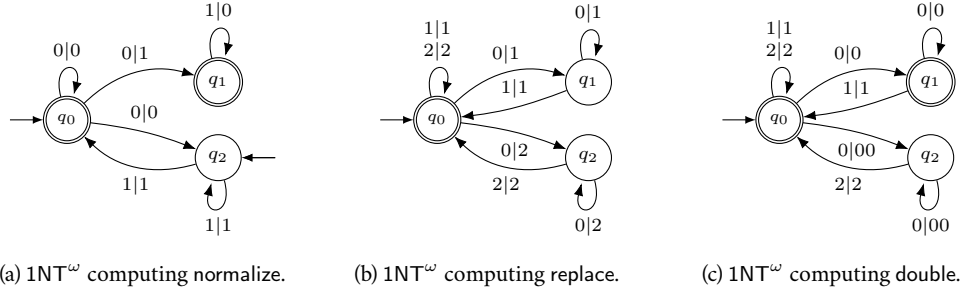 1|0
0|0
0|1
q0
q1
0|0
q2
1|1
1|1
(a) 1NTω computing normalize.
1|1
2|2
0|1
0|1
q0
q1
1|1
q2
0|2
2|2
0|2
(b) 1NTω computing replace.
1|1
2|2
0|0
0|0
q0
q1
1|1
q2
0|00
2|2
0|00
(c) 1NTω computing double.